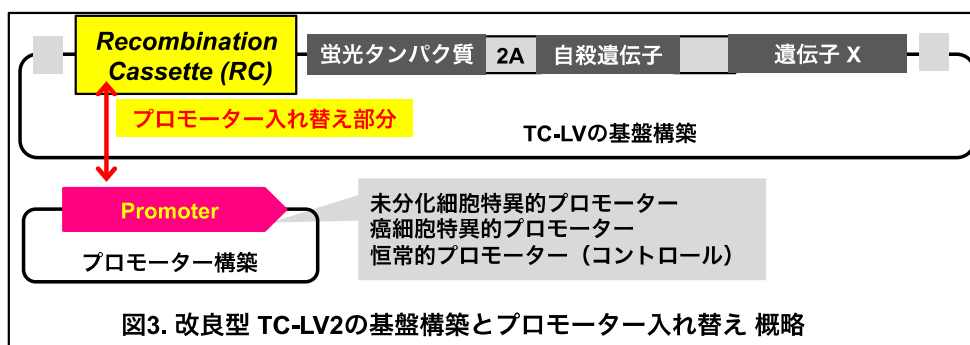 Recombination
Cassette (RC)
蛍光タンパク質
2A
自殺遺伝子
遺伝子 X
プロモーター入れ替え部分
TC-LVの基盤構築
Promoter
プロモーター構築
未分化細胞特異的プロモーター
癌細胞特異的プロモーター
恒常的プロモーター（コントロール）
図3. 改良型 TC-LV2の基盤構築とプロモーター入れ替え 概略